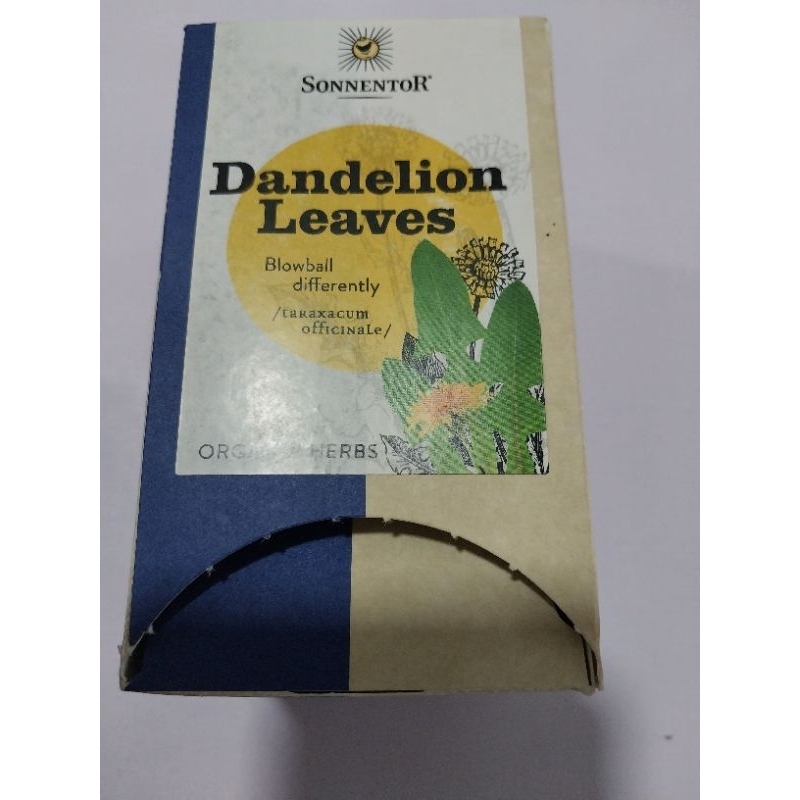 SONNENTOR®
Dandelion
Leaves
Blowball
differently
/taraxacum
officinale/
HERBS